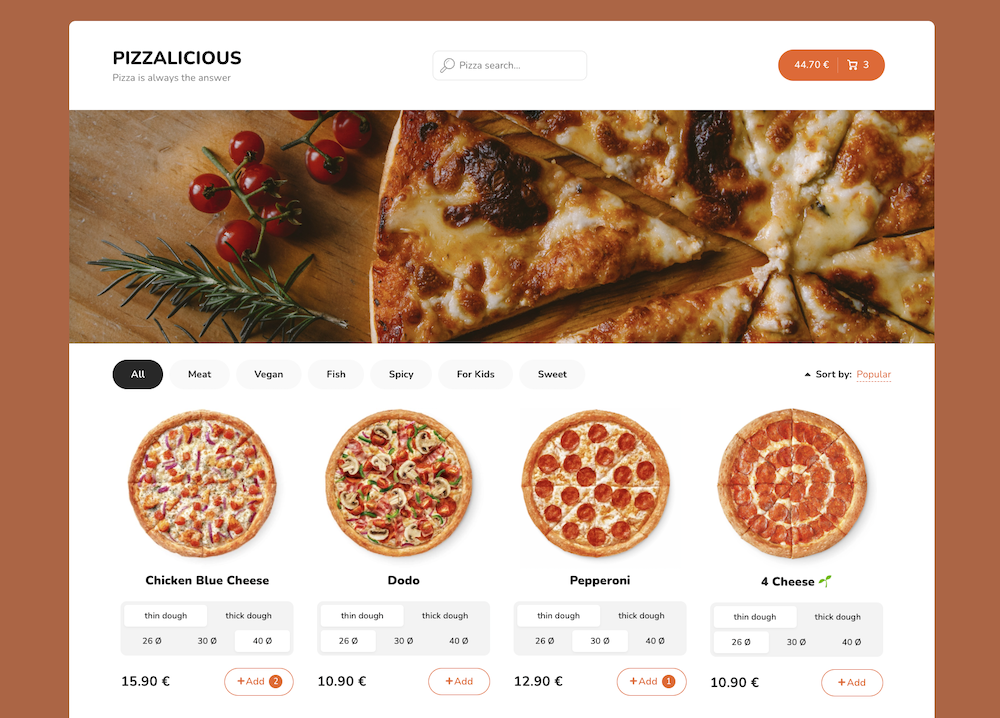 PIZZALICIOUS
Pizza is always the answer
Pizza search...
44.70 € 3
All Meat Vegan Fish Spicy For Kids Sweet Sort by: Popular
Chicken Blue Cheese Dodo Pepperoni 4 Cheese 🌱
thin dough thick dough thin dough thick dough thin dough thick dough thin dough thick dough
26 Ø 30 Ø 40 Ø 26 Ø 30 Ø 40 Ø 26 Ø 30 Ø 40 Ø 26 Ø 30 Ø 40 Ø
15.90 € +Add 2 10.90 € +Add 12.90 € +Add 1 10.90 € +Add